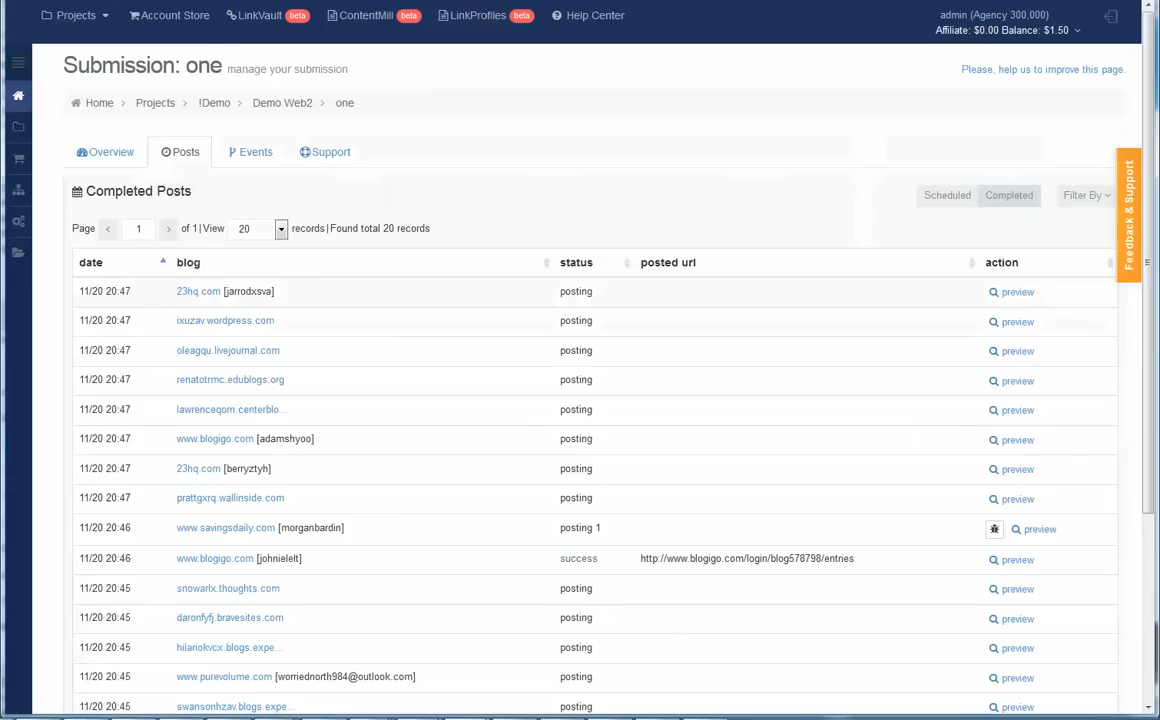 Projects Account Store LinkVault beta ContentMill beta LinkProfiles beta Help Center admin (Agency 300,000)
Affiliate: $0.00 Balance: $1.50
Submission: one manage your submission Please, help us to improve this page.
Home > Projects > !Demo > Demo Web2 > one
Overview Posts Events Support
Completed Posts Scheduled Completed Filter By
Page < 1 > of 1| View 20 records| Found total 20 records
date blog status posted url action
11/20 20:47 23hq.com [jarrodxsva] posting preview
11/20 20:47 ixuzav.wordpress.com posting preview
11/20 20:47 oleagqu.livejournal.com posting preview
11/20 20:47 renatotrmc.edublogs.org posting preview
11/20 20:47 lawrenceqorn.centerblo... posting preview
11/20 20:47 www.blogigo.com [adamshyoo] posting preview
11/20 20:47 23hq.com [berryztyh] posting preview
11/20 20:47 prattgxrq.wallinside.com posting preview
11/20 20:46 www.savingsdaily.com [morganbardin] posting 1 preview
11/20 20:46 www.blogigo.com [johnielelt] success http://www.blogigo.com/login/blog578798/entries preview
11/20 20:45 snowarlx.thoughts.com posting preview
11/20 20:45 daronfyfj.bravesites.com posting preview
11/20 20:45 hilariokvcx.blogs.expe... posting preview
11/20 20:45 www.purevolume.com [worriednorth984@outlook.com] posting preview
11/20 20:45 swansonhzav.blogs.expe... posting preview
Feedback & Support